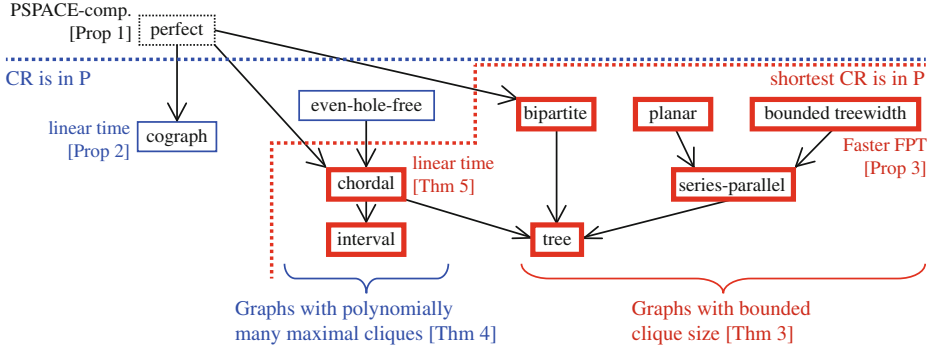 PSPACE-comp.
[Prop 1]
perfect
CR is in P
shortest CR is in P
even-hole-free
bipartite
planar
bounded treewidth
linear time
[Prop 2]
cograph
Faster FPT
[Prop 3]
linear time
[Thm 5]
chordal
series-parallel
interval
tree
Graphs with polynomially
many maximal cliques [Thm 4]
Graphs with bounded
clique size [Thm 3]